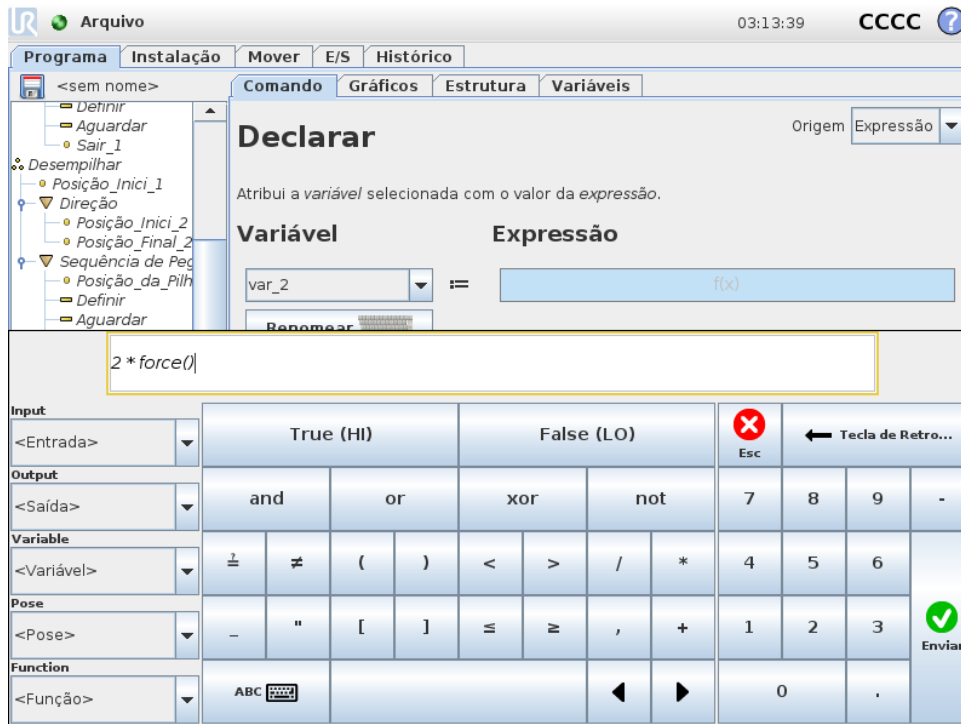 UR Arquivo 03:13:39 CCCC ?
Programa Instalação Mover E/S Histórico
<sem nome> Comando Gráficos Estrutura Variáveis
Definir
Aguardar
Sair_1
Desempilhar
Posição_Inici_1
Direção
Posição_Inici_2
Posição_Final_2
Sequência de Peg
Posição_da_Pilh
Definir
Aguardar
Declarar
Origem Expressão
Atribui a variável selecionada com o valor da expressão.
Variável Expressão
var_2 := f(x)
Renomear
2 * force()
Input
<Entrada>
Output
<Saída>
Variable
<Variável>
Pose
<Pose>
Function
<Função>
True (HI) False (LO) Esc Tecla de Retro...
and or xor not 7 8 9 -
≟ ≠ ( ) < > / * 4 5 6
_ " [ ] ≤ ≥ , + 1 2 3 Enviar
ABC 0 .